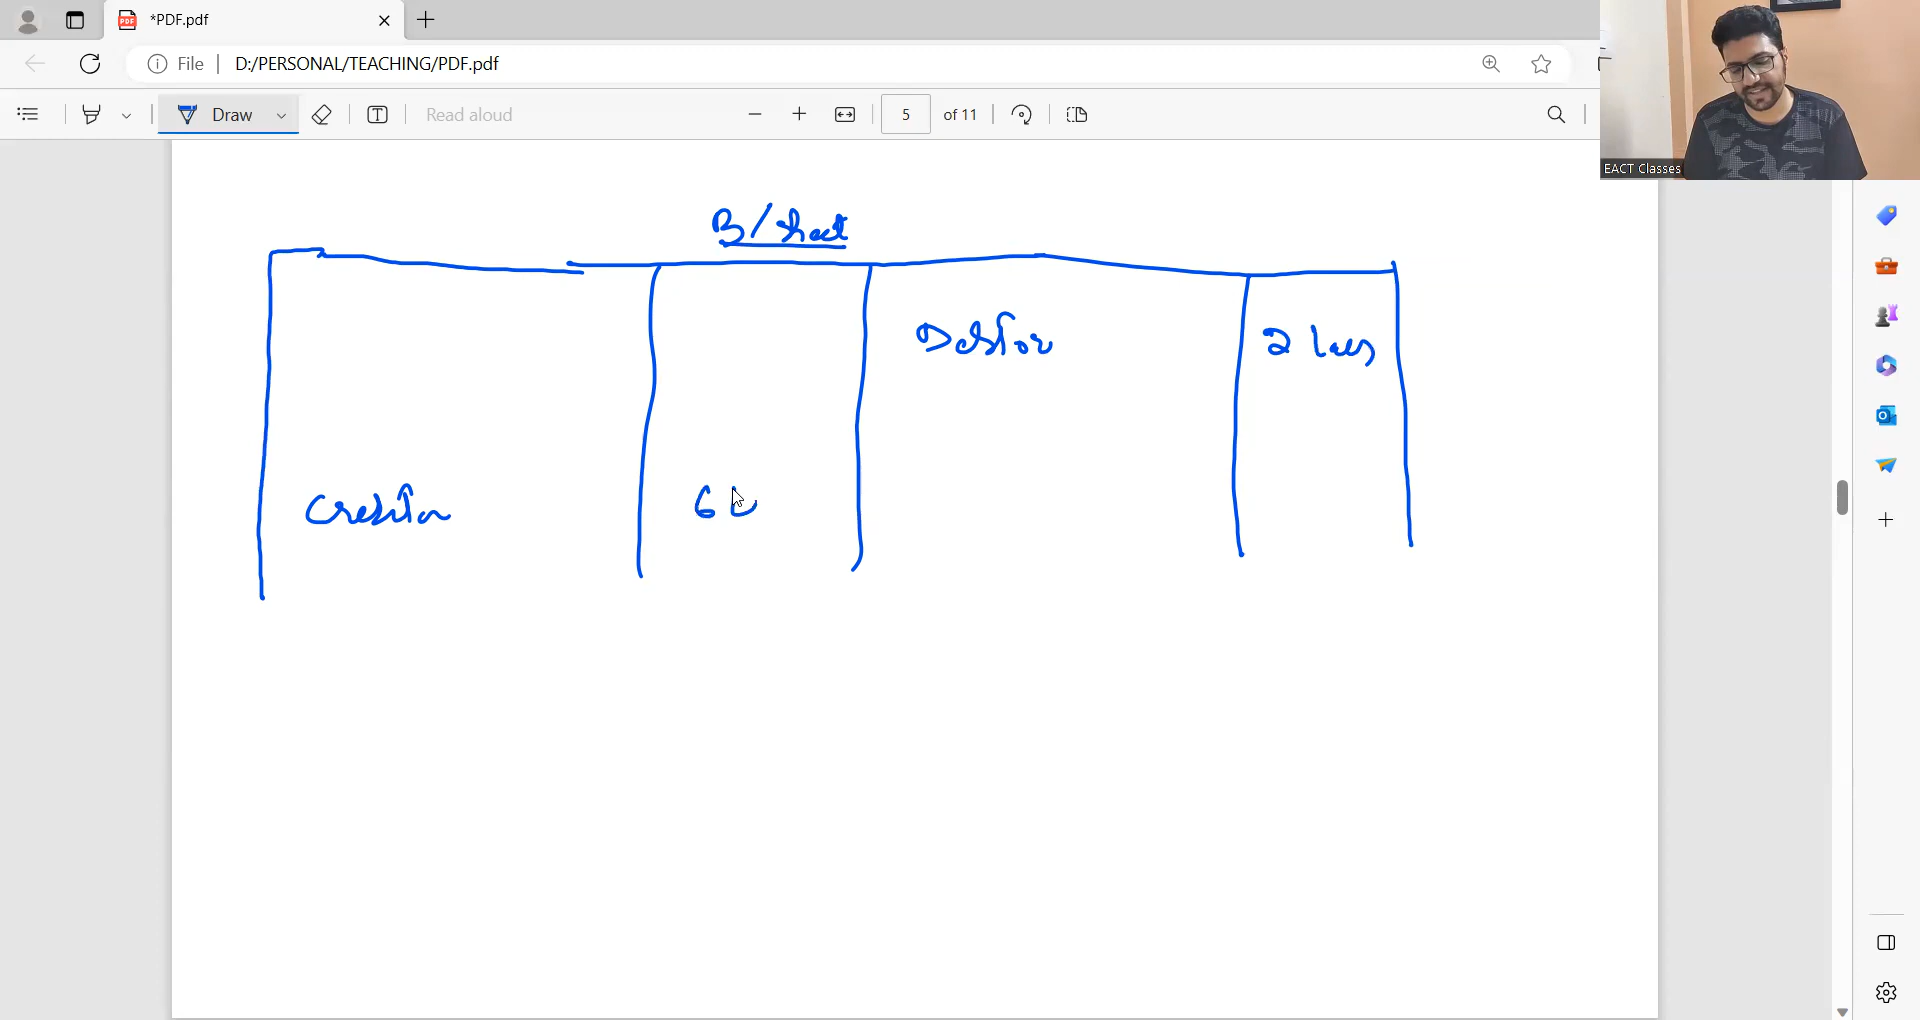 *PDF.pdf
File D:/PERSONAL/TEACHING/PDF.pdf
Draw Read aloud 5 of 11
EACT Classes
B/sheet
Debtor 2 lacs
Creditor 6